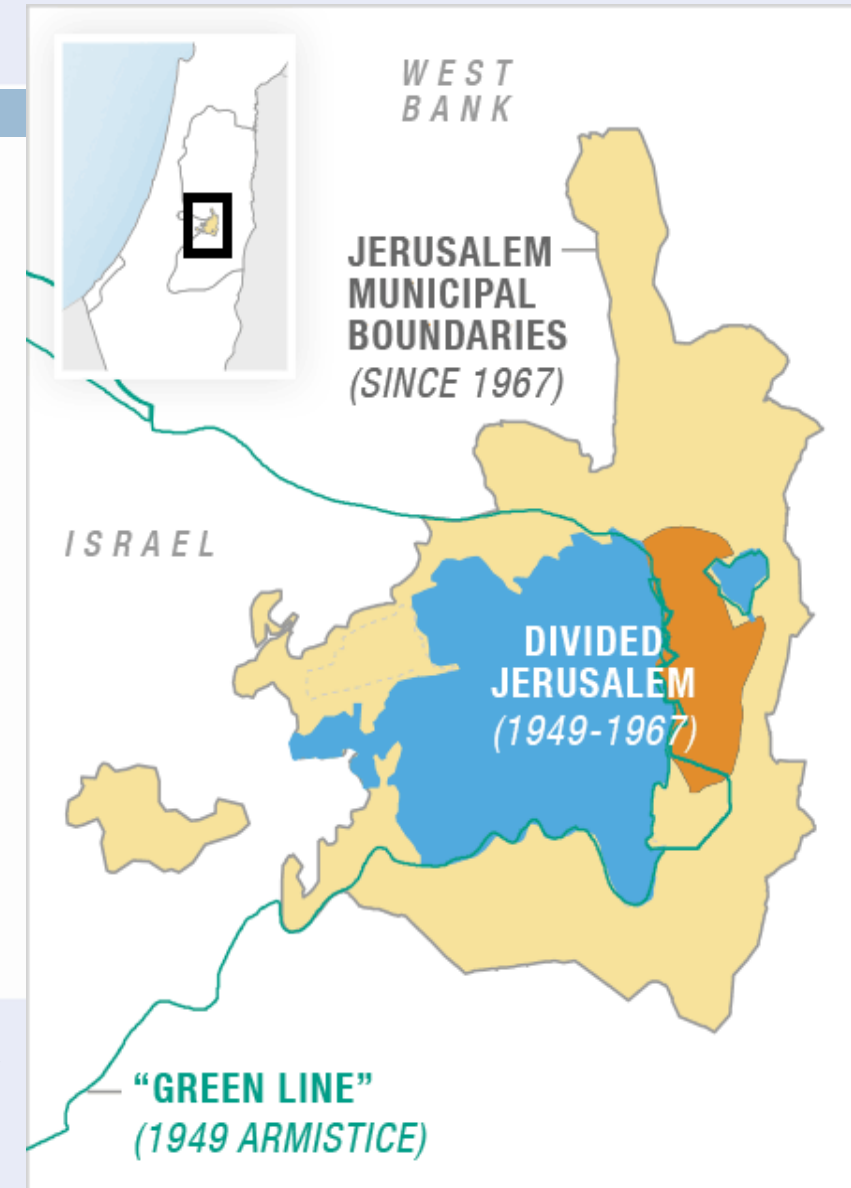 WEST
BANK
JERUSALEM
MUNICIPAL
BOUNDARIES
(SINCE 1967)
ISRAEL
DIVIDED
JERUSALEM
(1949-1967)
“GREEN LINE”
(1949 ARMISTICE)